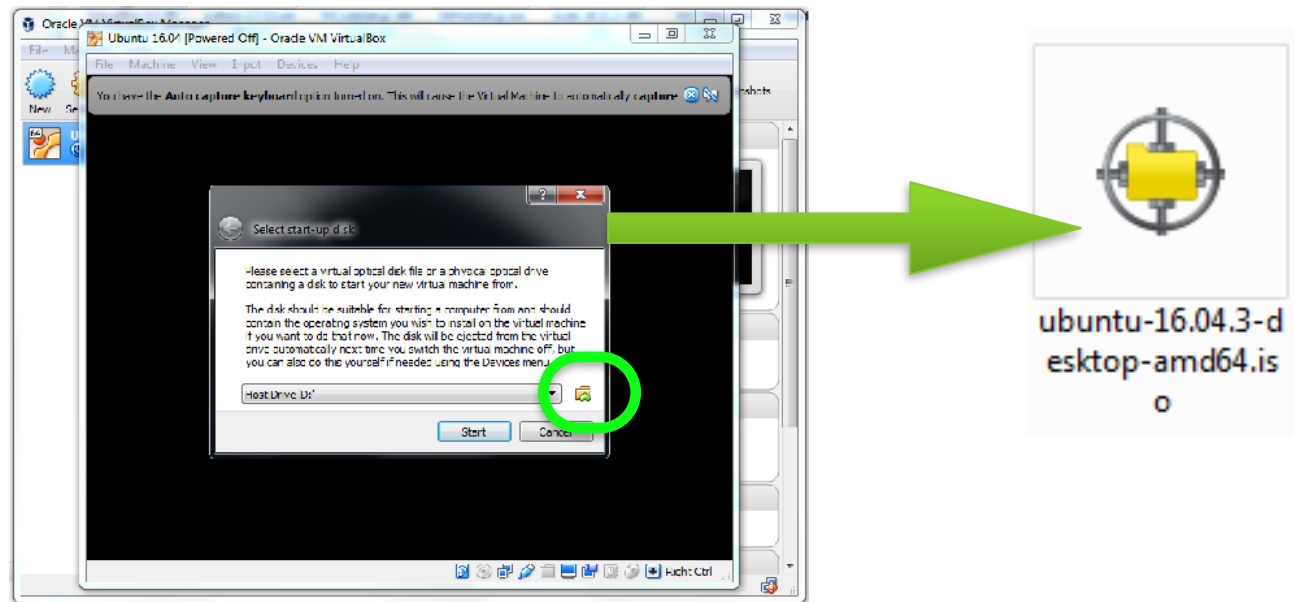 Oracle VM VirtualBox Manager
Ubuntu 16.04 [Powered Off] - Oracle VM VirtualBox
File
File Machine View Input Devices Help
You have the Auto capture keyboard option turned on. This will cause the Virtual Machine to automatically capture
New
Select start-up disk
Please select a virtual optical disk file or a physical optical drive
containing a disk to start your new virtual machine from.
The disk should be suitable for starting a computer from and should
contain the operating system you wish to install on the virtual machine
if you want to do that now. The disk will be ejected from the virtual
drive automatically next time you switch the virtual machine off, but
you can also do this yourself if needed using the Devices menu
Host Drive 'D:'
Start Cancel
Right Ctrl
ubuntu-16.04.3-d
esktop-amd64.is
o